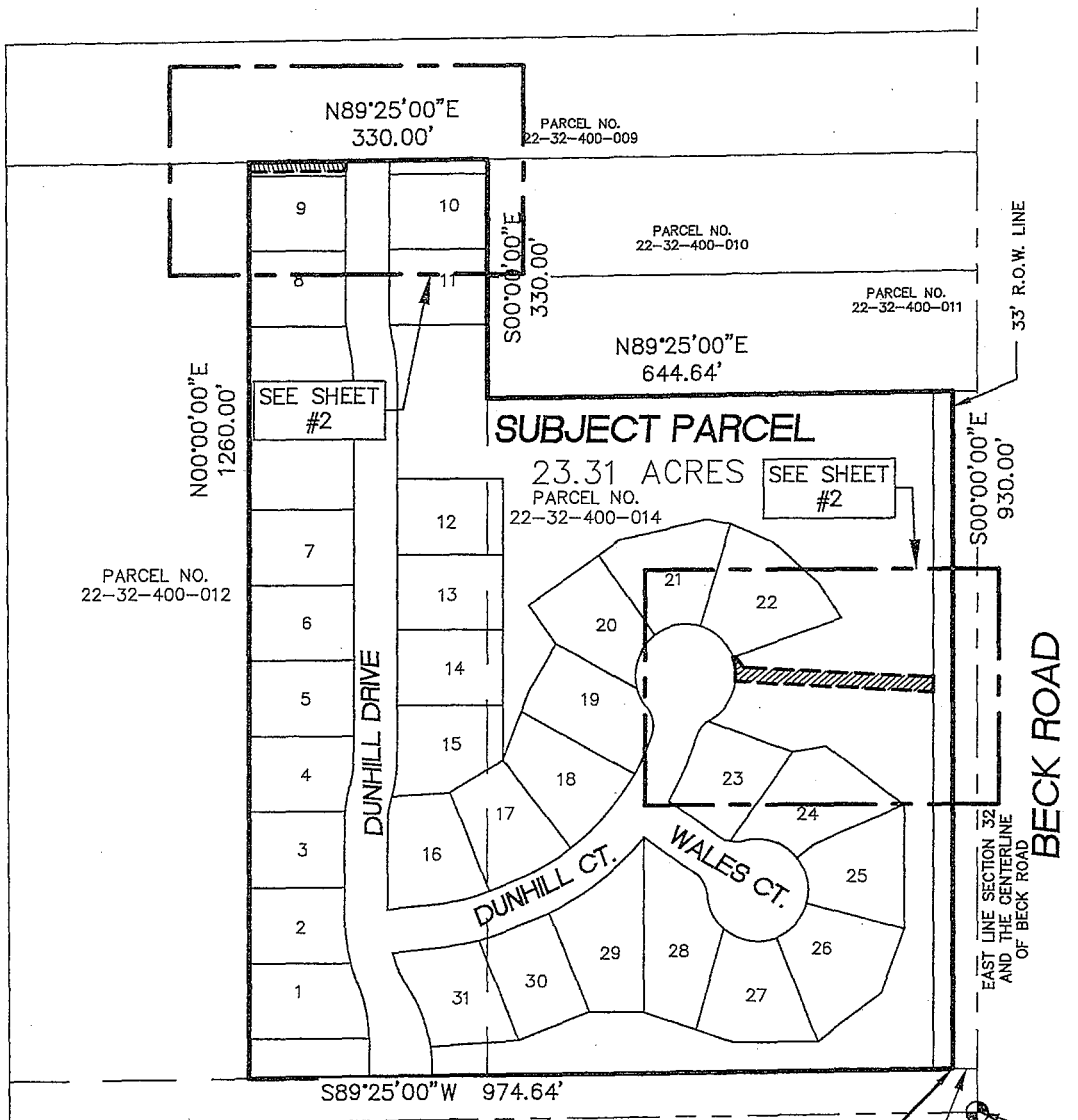 N89°25'00"E
330.00'
PARCEL NO.
22-32-400-009
9
10
8
11
S00°00'00"E
330.00'
PARCEL NO.
22-32-400-010
PARCEL NO.
22-32-400-011
33' R.O.W. LINE
N89°25'00"E
644.64'
N00°00'00"E
1260.00'
SEE SHEET
#2
SUBJECT PARCEL
23.31 ACRES
PARCEL NO.
22-32-400-014
SEE SHEET
#2
S00°00'00"E
930.00'
PARCEL NO.
22-32-400-012
7
6
5
4
3
2
1
DUNHILL DRIVE
12
13
14
15
16
17
18
19
20
21
22
23
24
25
26
27
28
29
30
31
DUNHILL CT.
WALES CT.
BECK ROAD
EAST LINE SECTION 32
AND THE CENTERLINE
OF BECK ROAD
S89°25'00"W 974.64'